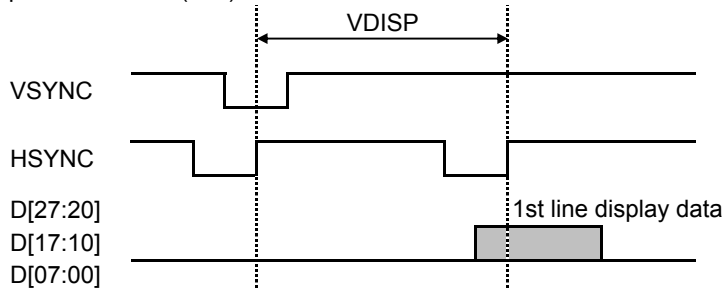 VDISP
VSYNC
HSYNC
D[27:20]
1st line display data
D[17:10]
D[07:00]